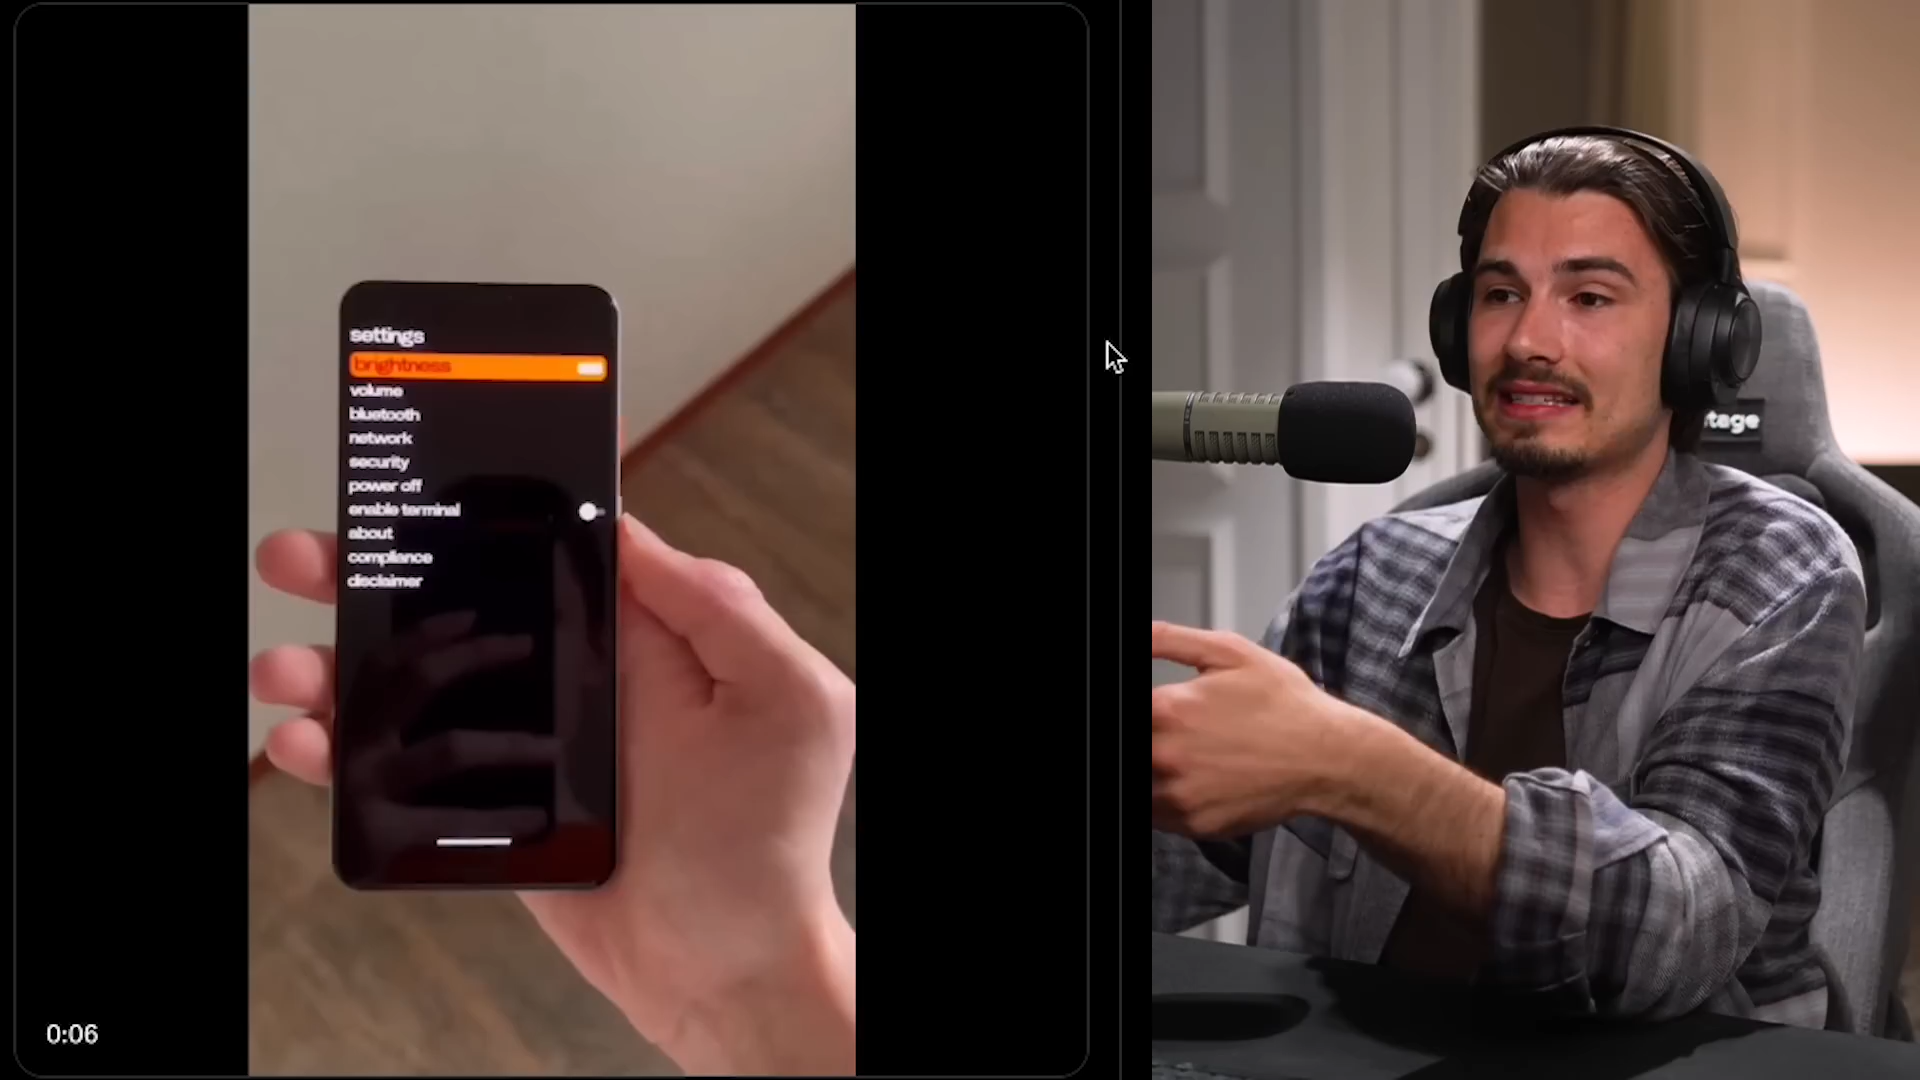 settings
brightness
volume
bluetooth
network
security
power off
enable terminal
about
compliance
disclaimer
0:06
tage